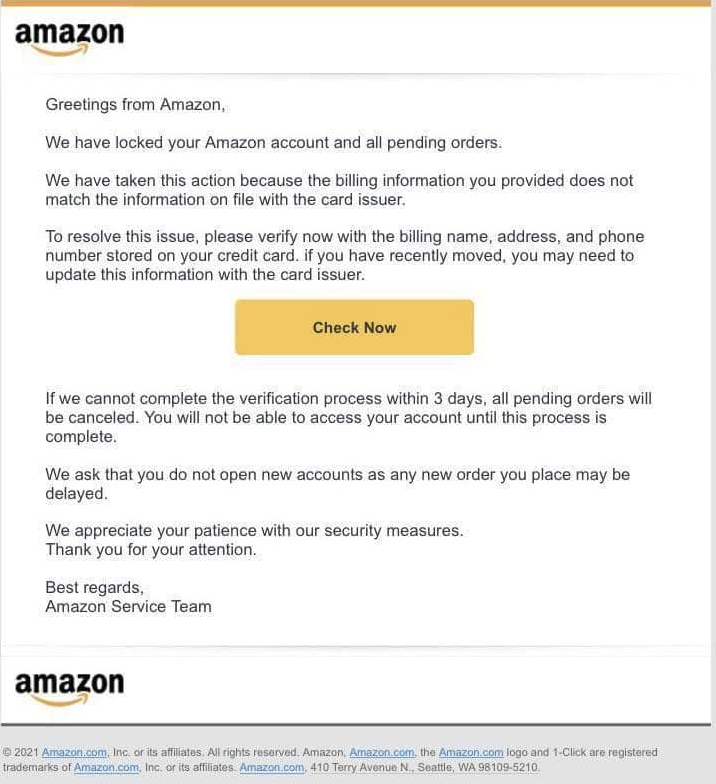 amazon
Greetings from Amazon,
We have locked your Amazon account and all pending orders.
We have taken this action because the billing information you provided does not
match the information on file with the card issuer.
To resolve this issue, please verify now with the billing name, address, and phone
number stored on your credit card. if you have recently moved, you may need to
update this information with the card issuer.
Check Now
If we cannot complete the verification process within 3 days, all pending orders will
be canceled. You will not be able to access your account until this process is
complete.
We ask that you do not open new accounts as any new order you place may be
delayed.
We appreciate your patience with our security measures.
Thank you for your attention.
Best regards,
Amazon Service Team
amazon
© 2021 Amazon.com, Inc. or its affiliates. All rights reserved. Amazon, Amazon.com, the Amazon.com logo and 1-Click are registered
trademarks of Amazon.com, Inc. or its affiliates. Amazon.com, 410 Terry Avenue N., Seattle, WA 98109-5210.